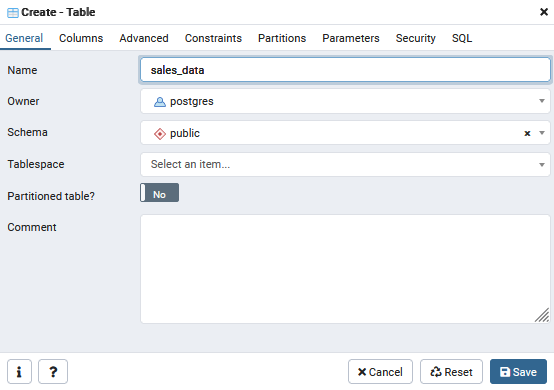 Create - Table
General Columns Advanced Constraints Partitions Parameters Security SQL
Name sales_data
Owner postgres
Schema public
Tablespace Select an item...
Partitioned table? No
Comment
i ? Cancel Reset Save